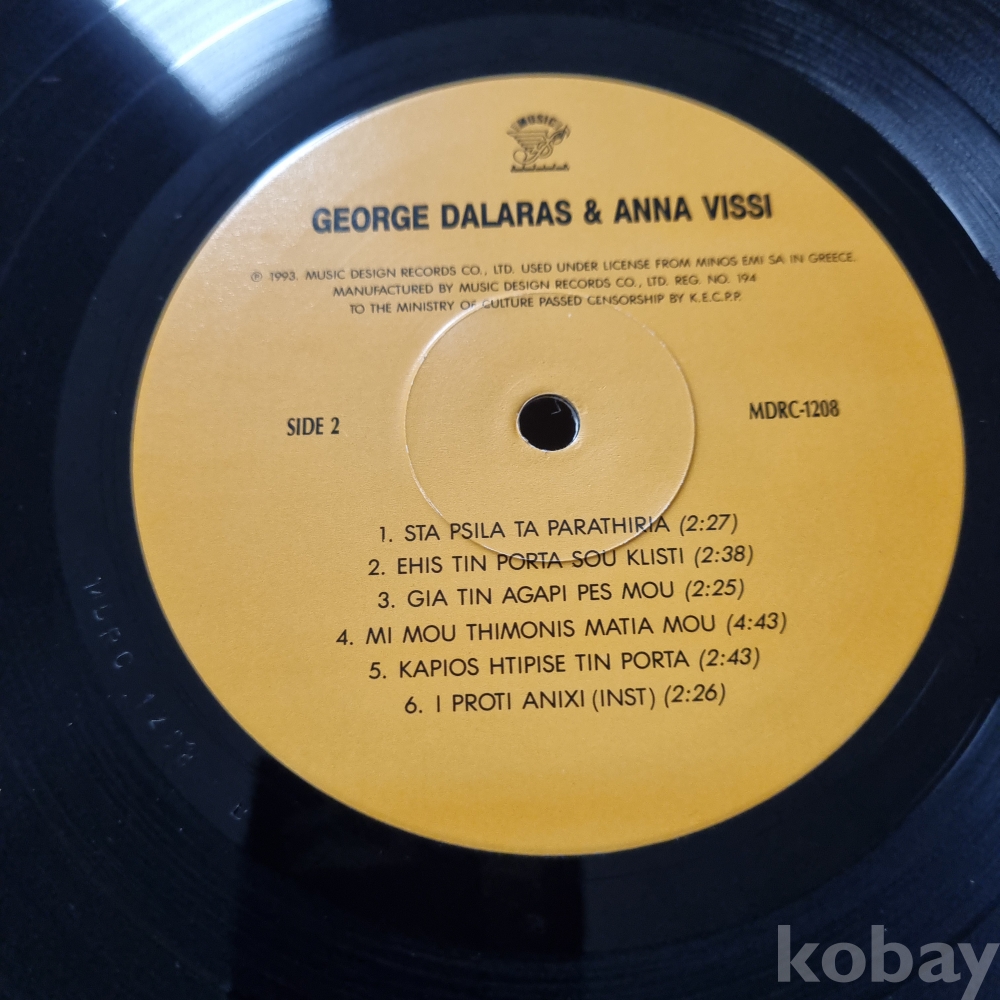 MUSIC
GEORGE DALARAS & ANNA VISSI
℗ 1993. MUSIC DESIGN RECORDS CO., LTD. USED UNDER LICENSE FROM MINOS EMI SA IN GREECE.
MANUFACTURED BY MUSIC DESIGN RECORDS CO., LTD. REG. NO. 194
TO THE MINISTRY OF CULTURE PASSED CENSORSHIP BY K.E.C.P.P.
SIDE 2
MDRC-1208
1. STA PSILA TA PARATHIRIA (2:27)
2. EHIS TIN PORTA SOU KLISTI (2:38)
3. GIA TIN AGAPI PES MOU (2:25)
4. MI MOU THIMONIS MATIA MOU (4:43)
5. KAPIOS HTIPISE TIN PORTA (2:43)
6. I PROTI ANIXI (INST) (2:26)
kobay